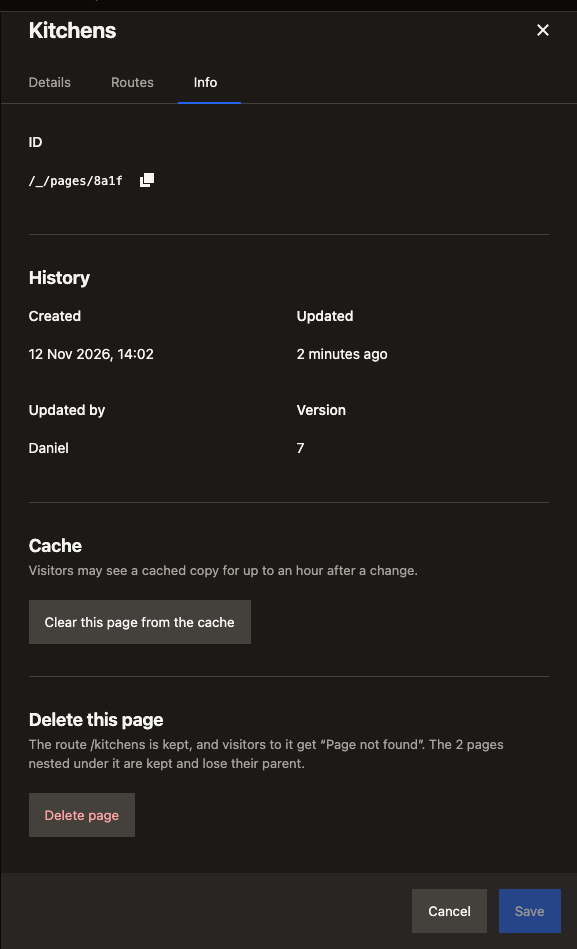 Kitchens
Details
Routes
Info
ID
/_/pages/8a1f
History
Created
Updated
12 Nov 2026, 14:02
2 minutes ago
Updated by
Version
Daniel
7
Cache
Visitors may see a cached copy for up to an hour after a change.
Clear this page from the cache
Delete this page
The route /kitchens is kept, and visitors to it get “Page not found”. The 2 pages
nested under it are kept and lose their parent.
Delete page
Cancel
Save